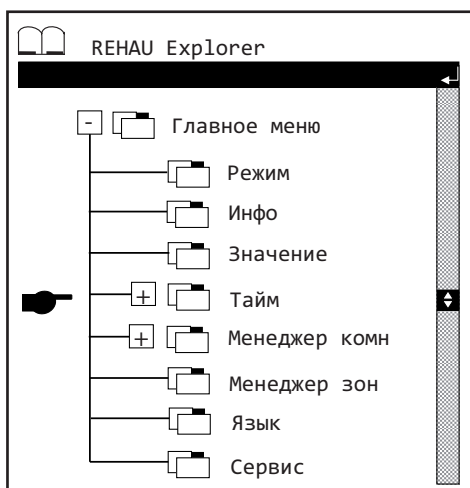 REHAU Explorer
Главное меню
Режим
Инфо
Значение
Тайм
Менеджер комн
Менеджер зон
Язык
Сервис